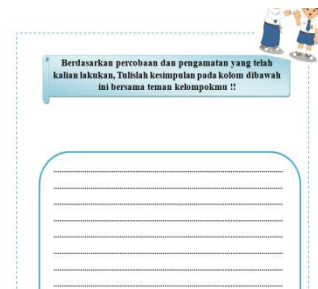 Berdasarkan percobaan dan pengamatan yang telah
kalian lakukan, Tulislah kesimpulan pada kolom dibawah
ini bersama teman kelompokmu !!